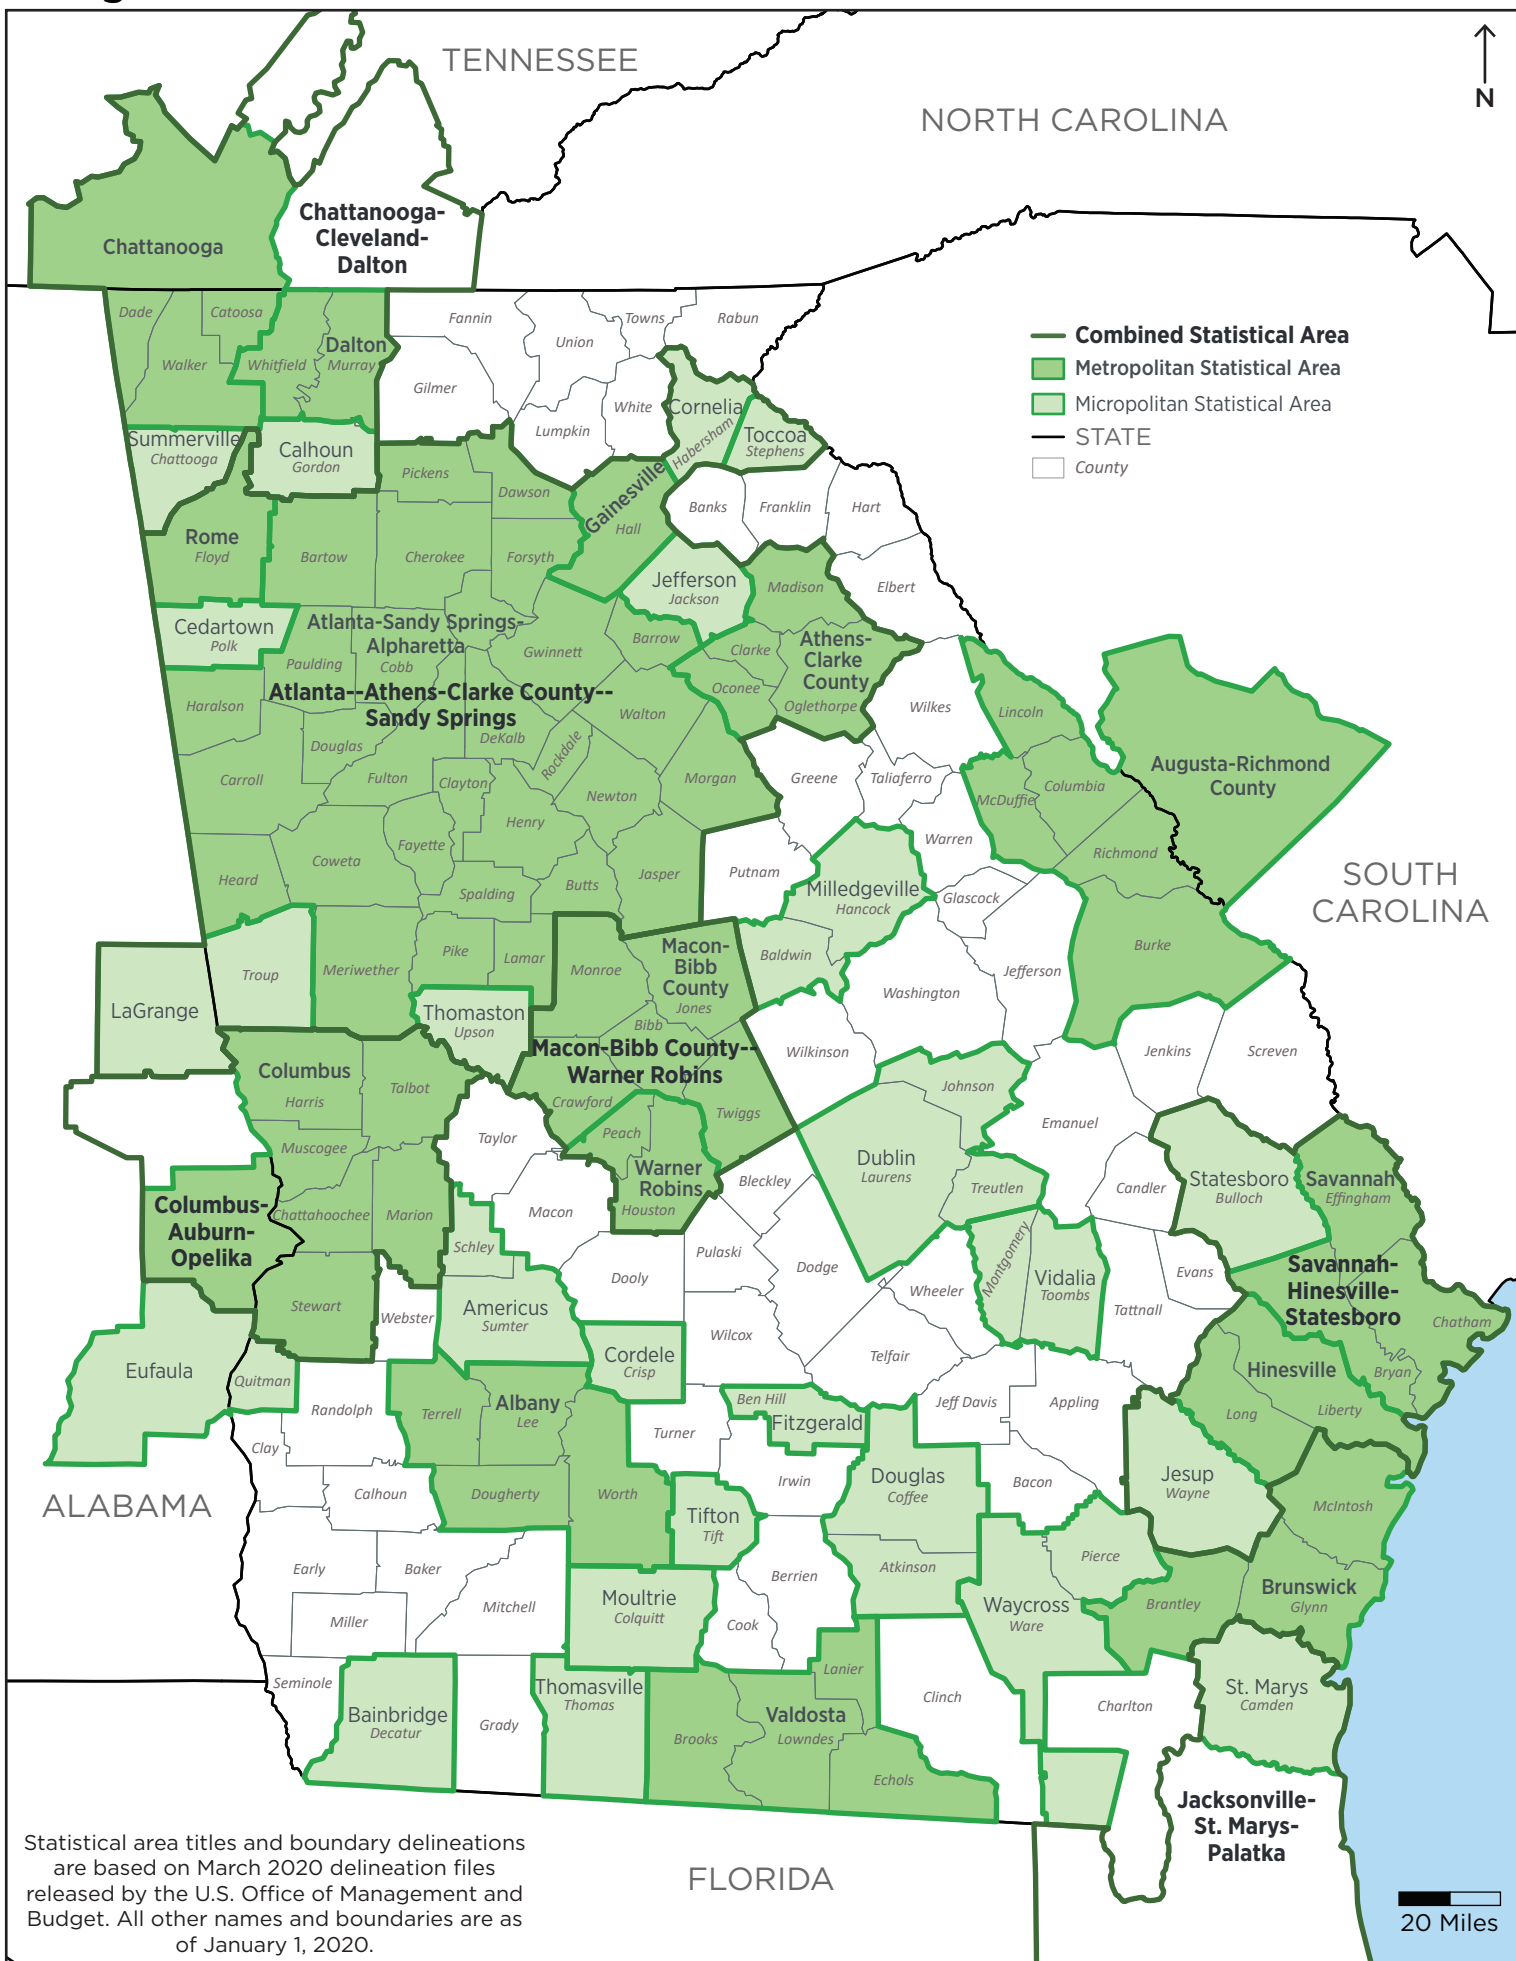 TENNESSEE
NORTH CAROLINA
N
Chattanooga-
Cleveland-
Dalton
Chattanooga
Dade
Catoosa
Walker
Whitfield
Dalton
Murray
Fannin
Union
Towns
Rabun
Gilmer
White
Lumpkin
Cornelia
Habersham
Toccoa
Stephens
Combined Statistical Area
Metropolitan Statistical Area
Micropolitan Statistical Area
STATE
County
Summerville
Chattooga
Calhoun
Gordon
Pickens
Dawson
Gainesville
Hall
Banks
Franklin
Hart
Rome
Floyd
Bartow
Cherokee
Forsyth
Jefferson
Jackson
Madison
Elbert
Cedartown
Polk
Atlanta-Sandy Springs-
Alpharetta
Paulding
Cobb
Gwinnett
Barrow
Clarke
Athens-
Clarke
County
Oconee
Oglethorpe
Atlanta--Athens-Clarke County--
Sandy Springs
Haralson
Douglas
DeKalb
Rockdale
Walton
Wilkes
Lincoln
Carroll
Fulton
Clayton
Newton
Morgan
Greene
Taliaferro
McDuffie
Columbia
Augusta-Richmond
County
Henry
Coweta
Fayette
Warren
Richmond
Heard
Spalding
Butts
Jasper
Putnam
Milledgeville
Hancock
Glascock
SOUTH
CAROLINA
Troup
Meriwether
Pike
Lamar
Monroe
Macon-
Bibb
County
Jones
Baldwin
Jefferson
Burke
Washington
LaGrange
Thomaston
Upson
Bibb
Macon-Bibb County--
Warner Robins
Wilkinson
Jenkins
Screven
Columbus
Harris
Talbot
Crawford
Twiggs
Johnson
Emanuel
Muscogee
Taylor
Peach
Warner
Robins
Houston
Bleckley
Dublin
Laurens
Treutlen
Candler
Statesboro
Bulloch
Savannah
Effingham
Columbus-
Auburn-
Opelika
Chattahoochee
Marion
Macon
Schley
Dooly
Pulaski
Dodge
Wheeler
Montgomery
Vidalia
Toombs
Evans
Tattnall
Savannah-
Hinesville-
Statesboro
Chatham
Stewart
Webster
Americus
Sumter
Wilcox
Telfair
Eufaula
Quitman
Cordele
Crisp
Hinesville
Bryan
Randolph
Terrell
Albany
Lee
Ben Hill
Fitzgerald
Jeff Davis
Appling
Long
Liberty
Clay
Turner
ALABAMA
Calhoun
Dougherty
Worth
Irwin
Douglas
Coffee
Bacon
Jesup
Wayne
McIntosh
Tifton
Tift
Early
Baker
Berrien
Atkinson
Pierce
Miller
Mitchell
Moultrie
Colquitt
Cook
Waycross
Ware
Brantley
Brunswick
Glynn
Seminole
Bainbridge
Decatur
Grady
Thomasville
Thomas
Lanier
Valdosta
Brooks
Lowndes
Echols
Clinch
Charlton
St. Marys
Camden
Jacksonville-
St. Marys-
Palatka
FLORIDA
Statistical area titles and boundary delineations
are based on March 2020 delineation files
released by the U.S. Office of Management and
Budget. All other names and boundaries are as
of January 1, 2020.
20 Miles